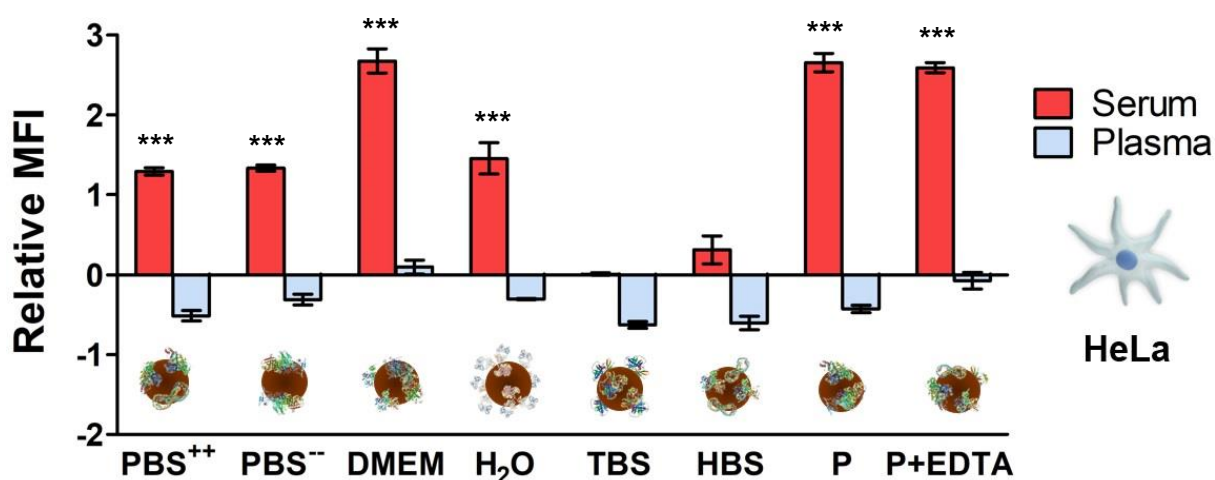 Relative MFI
3
2
1
0
-1
-2
***
***
***
***
***
***
Serum
Plasma
HeLa
PBS⁺⁺
PBS⁻⁻
DMEM
H₂O
TBS
HBS
P
P+EDTA